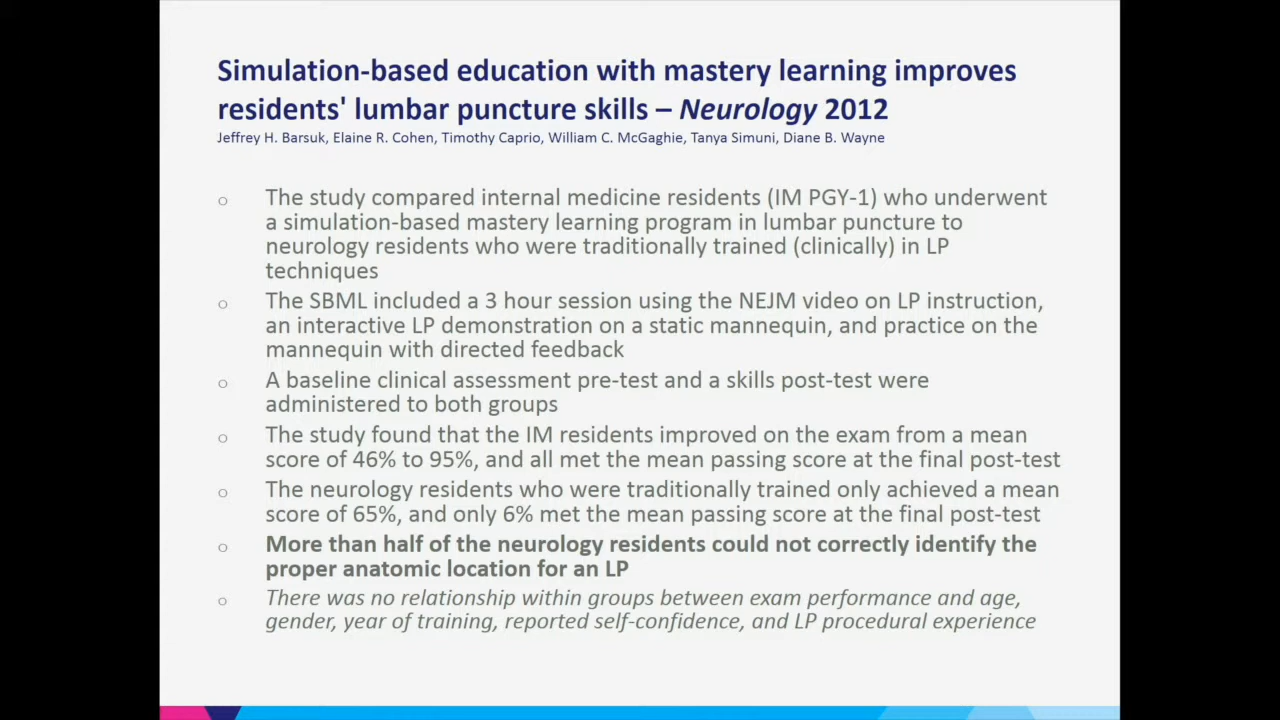 Simulation-based education with mastery learning improves
residents' lumbar puncture skills – Neurology 2012
Jeffrey H. Barsuk, Elaine R. Cohen, Timothy Caprio, William C. McGaghie, Tanya Simuni, Diane B. Wayne
o The study compared internal medicine residents (IM PGY-1) who underwent
a simulation-based mastery learning program in lumbar puncture to
neurology residents who were traditionally trained (clinically) in LP
techniques
o The SBML included a 3 hour session using the NEJM video on LP instruction,
an interactive LP demonstration on a static mannequin, and practice on the
mannequin with directed feedback
o A baseline clinical assessment pre-test and a skills post-test were
administered to both groups
o The study found that the IM residents improved on the exam from a mean
score of 46% to 95%, and all met the mean passing score at the final post-test
o The neurology residents who were traditionally trained only achieved a mean
score of 65%, and only 6% met the mean passing score at the final post-test
o More than half of the neurology residents could not correctly identify the
proper anatomic location for an LP
o There was no relationship within groups between exam performance and age,
gender, year of training, reported self-confidence, and LP procedural experience